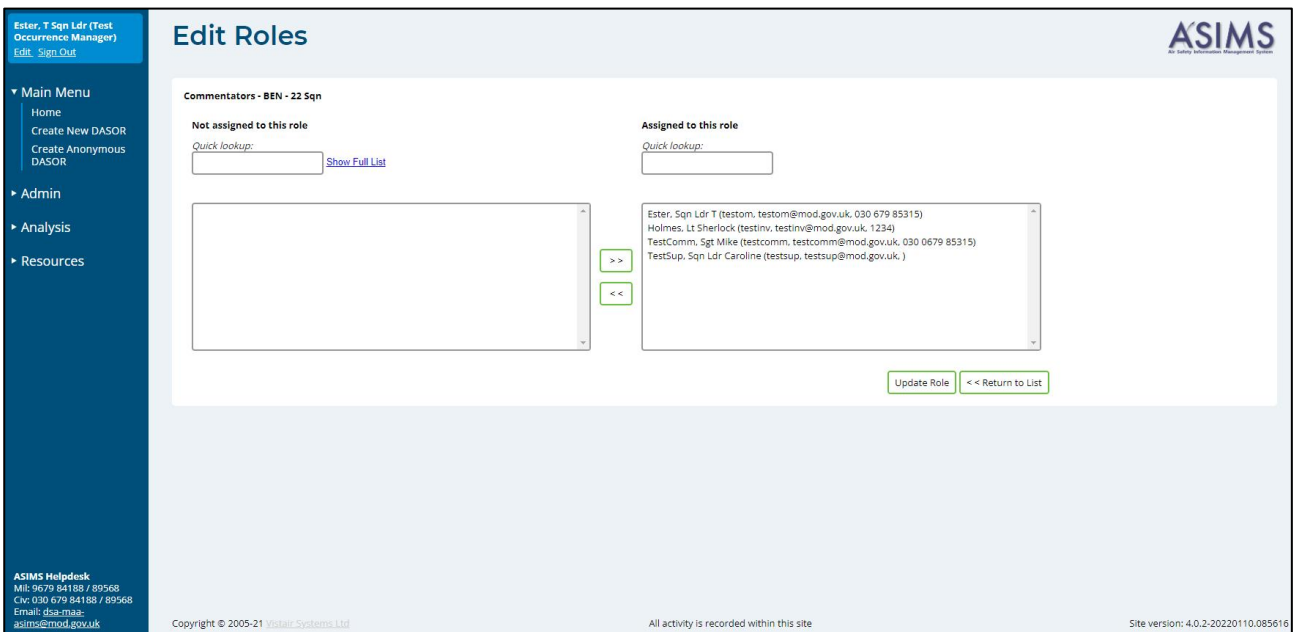 Ester, T Sqn Ldr (Test
Occurrence Manager)
Edit Sign Out
Edit Roles
ASIMS
Air Safety Information Management System
Main Menu
Home
Create New DASOR
Create Anonymous
DASOR
Admin
Analysis
Resources
Commentators - BEN - 22 Sqn
Not assigned to this role
Quick lookup:
Show Full List
Assigned to this role
Quick lookup:
Ester, Sqn Ldr T (testom, testom@mod.gov.uk, 030 679 85315)
Holmes, Lt Sherlock (testinv, testinv@mod.gov.uk, 1234)
TestComm, Sgt Mike (testcomm, testcomm@mod.gov.uk, 030 0679 85315)
TestSup, Sqn Ldr Caroline (testsup, testsup@mod.gov.uk, )
>>
<<
Update Role
<< Return to List
ASIMS Helpdesk
Mil: 9679 84188 / 89568
Civ: 030 679 84188 / 89568
Email: dsa-maa-
asims@mod.gov.uk
Copyright © 2005-21 Vistair Systems Ltd
All activity is recorded within this site
Site version: 4.0.2-20220110.085616